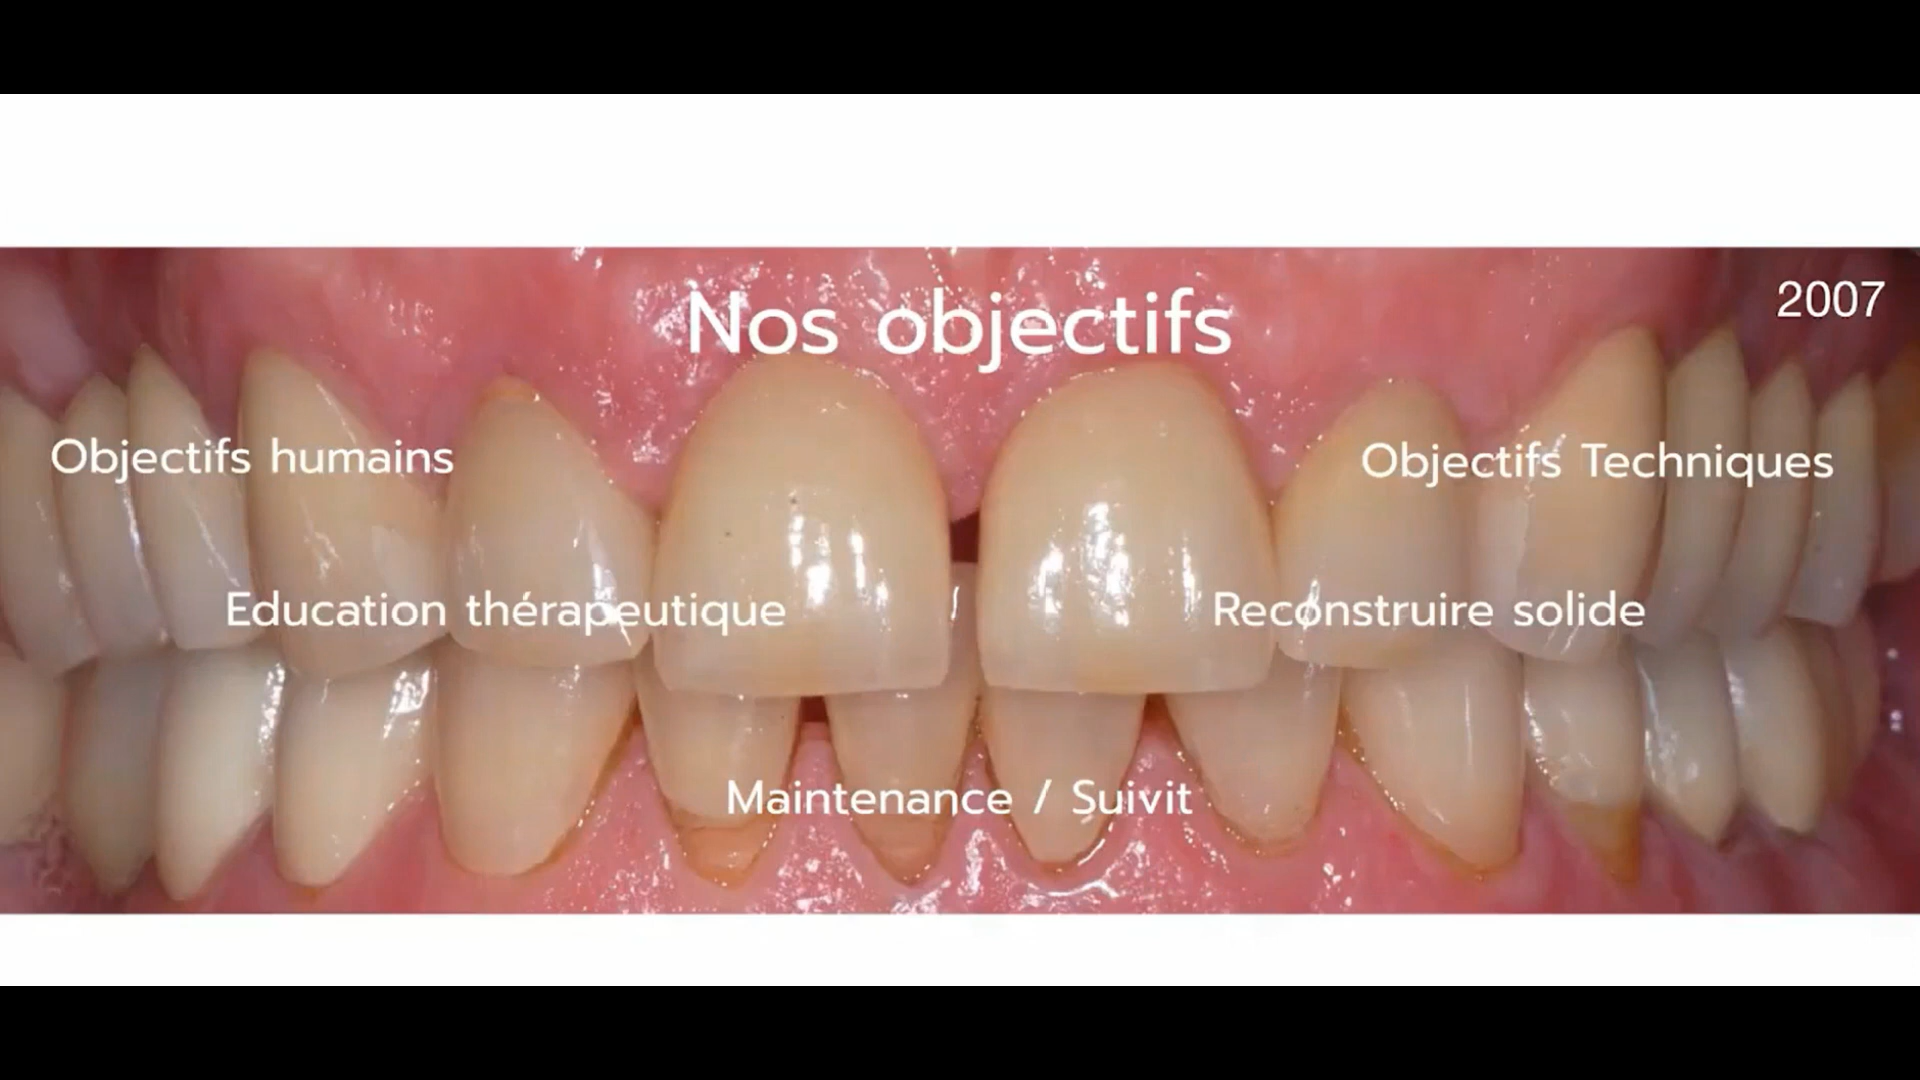 Nos objectifs
2007
Objectifs humains
Objectifs Techniques
Education thérapeutique
Reconstruire solide
Maintenance / Suivit